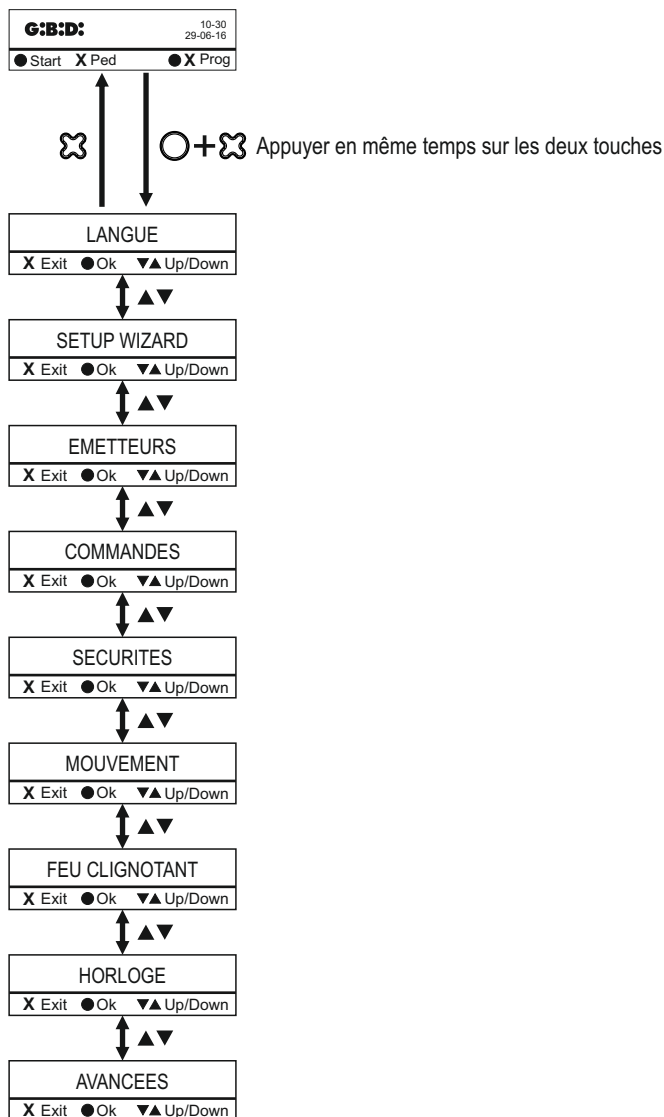 G:B:D: 10-30
29-06-16
● Start X Ped ● X Prog
Appuyer en même temps sur les deux touches
LANGUE
X Exit ● Ok ▼▲ Up/Down
▲▼
SETUP WIZARD
X Exit ● Ok ▼▲ Up/Down
▲▼
EMETTEURS
X Exit ● Ok ▼▲ Up/Down
▲▼
COMMANDES
X Exit ● Ok ▼▲ Up/Down
▲▼
SECURITES
X Exit ● Ok ▼▲ Up/Down
▲▼
MOUVEMENT
X Exit ● Ok ▼▲ Up/Down
▲▼
FEU CLIGNOTANT
X Exit ● Ok ▼▲ Up/Down
▲▼
HORLOGE
X Exit ● Ok ▼▲ Up/Down
▲▼
AVANCEES
X Exit ● Ok ▼▲ Up/Down